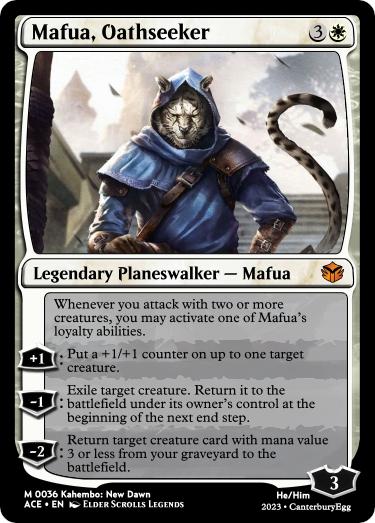 Mafua, Oathseeker 3
Legendary Planeswalker — Mafua
Whenever you attack with two or more
creatures, you may activate one of Mafua's
loyalty abilities.
+1: Put a +1/+1 counter on up to one target
creature.
-1: Exile target creature. Return it to the
battlefield under its owner's control at the
beginning of the next end step.
-2: Return target creature card with mana value
3 or less from your graveyard to the
battlefield.
3
M 0036 Kahembo: New Dawn He/Him
ACE • EN Elder Scrolls Legends 2023 • CanterburyEgg